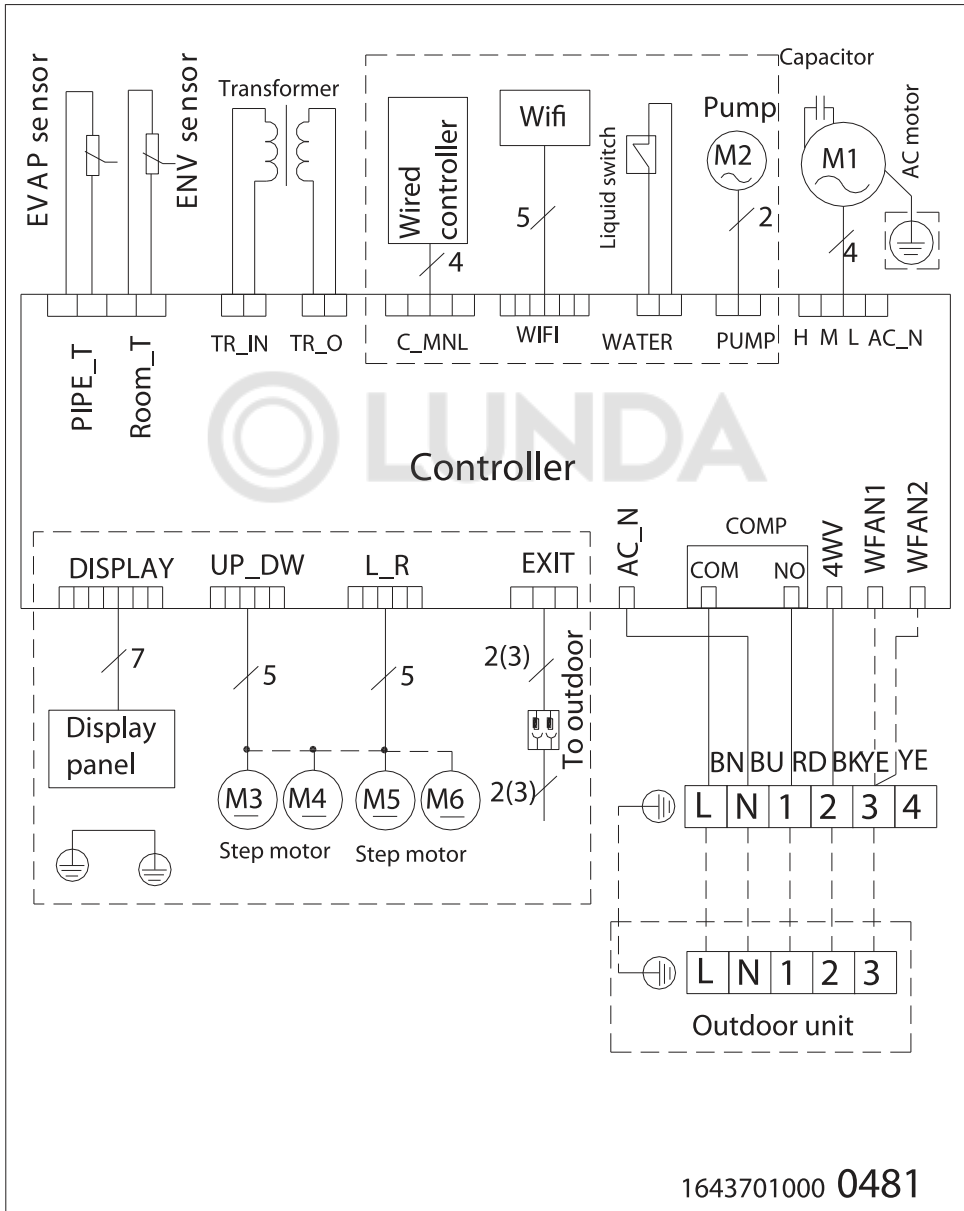 EVAP sensor
ENV sensor
Transformer
Wired
controller
Wifi
Liquid switch
Pump
M2
Capacitor
M1
AC motor
4
5
2
4
PIPE_T
Room_T
TR_IN
TR_O
C_MNL
WIFI
WATER
PUMP
H M L AC_N
LUNDA
Controller
DISPLAY
UP_DW
L_R
EXIT
AC_N
COMP
COM
NO
4WV
WFAN1
WFAN2
7
5
5
2(3)
To outdoor
2(3)
Display
panel
M3
M4
M5
M6
Step motor
Step motor
BN BU RD BK YE YE
L N 1 2 3 4
L N 1 2 3
Outdoor unit
1643701000 0481